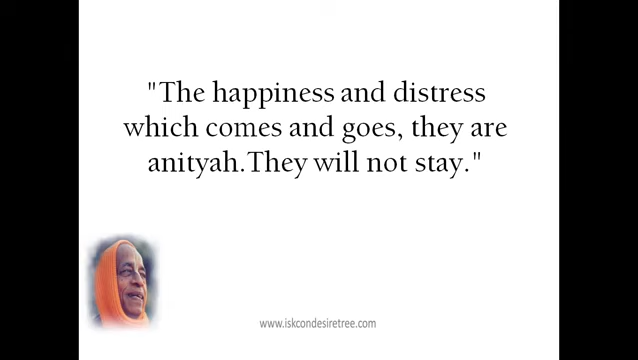 "The happiness and distress
which comes and goes, they are
anityah.They will not stay."
www.iskcondesiretree.com